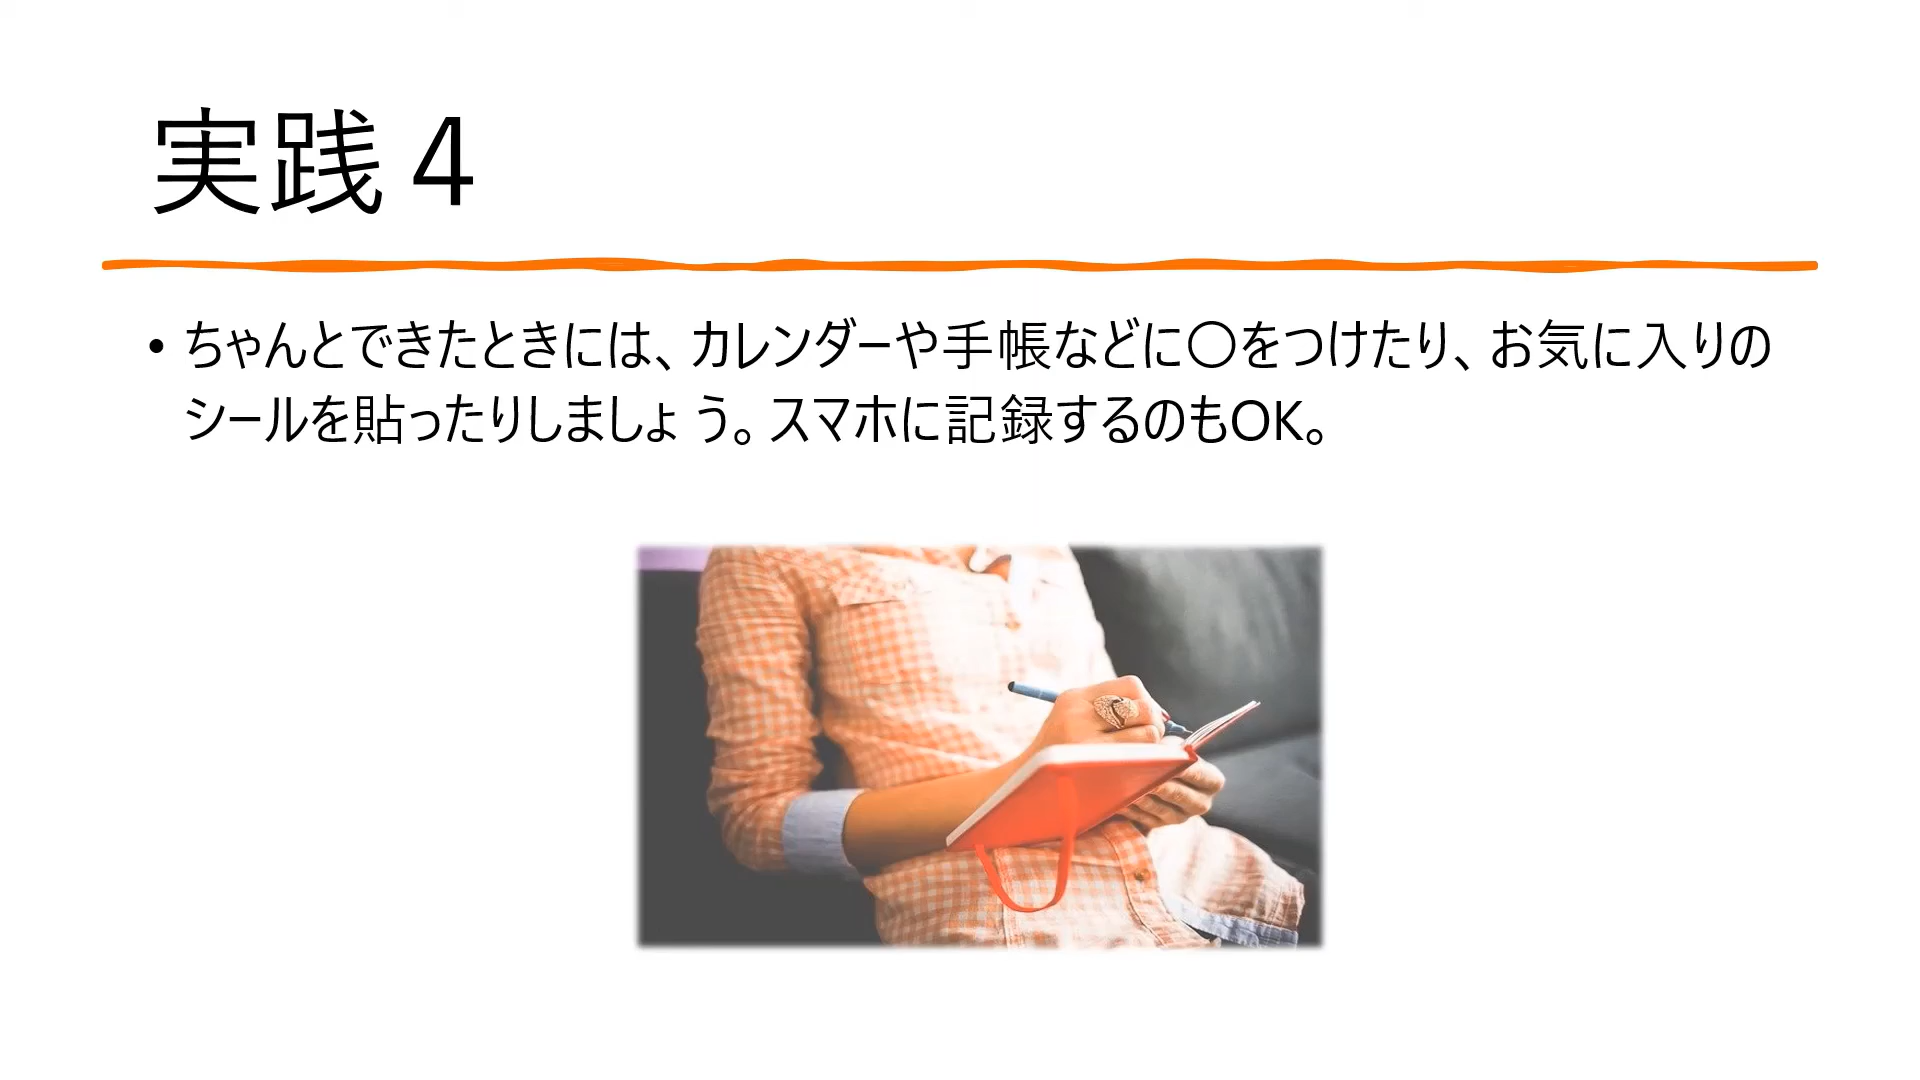 実践４
• ちゃんとできたときには、カレンダーや手帳などに〇をつけたり、お気に入りの
シールを貼ったりしましょう。スマホに記録するのもOK。